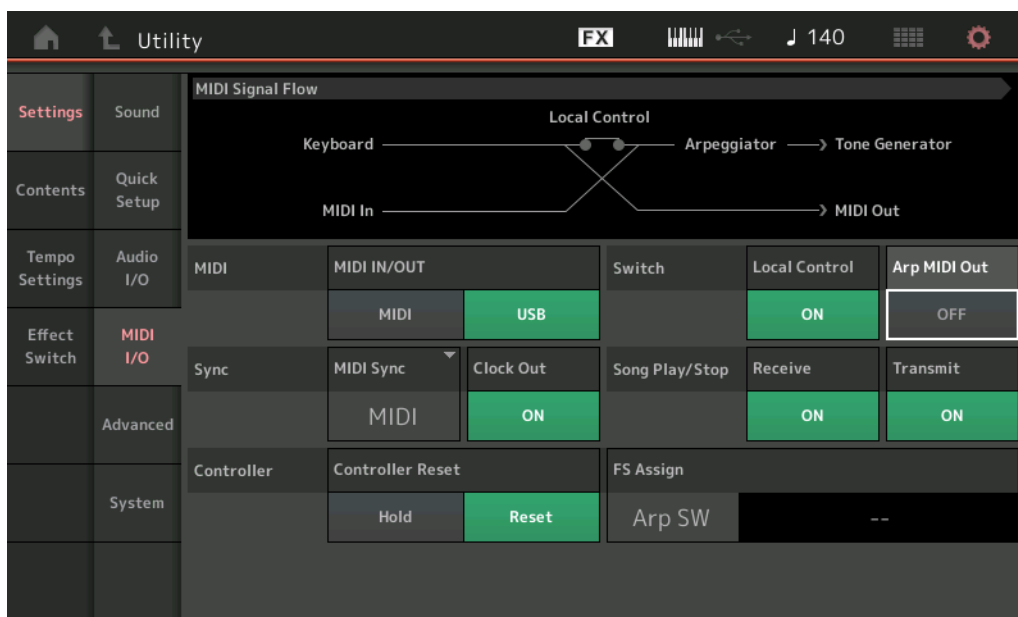 Utility
FX
♩ 140
Settings
Contents
Tempo
Settings
Effect
Switch
Sound
Quick
Setup
Audio
I/O
MIDI
I/O
Advanced
System
MIDI Signal Flow
Local Control
Keyboard
Arpeggiator
Tone Generator
MIDI In
MIDI Out
MIDI
MIDI IN/OUT
MIDI
USB
Switch
Local Control
ON
Arp MIDI Out
OFF
Sync
MIDI Sync
MIDI
Clock Out
ON
Song Play/Stop
Receive
ON
Transmit
ON
Controller
Controller Reset
Hold
Reset
FS Assign
Arp SW
--